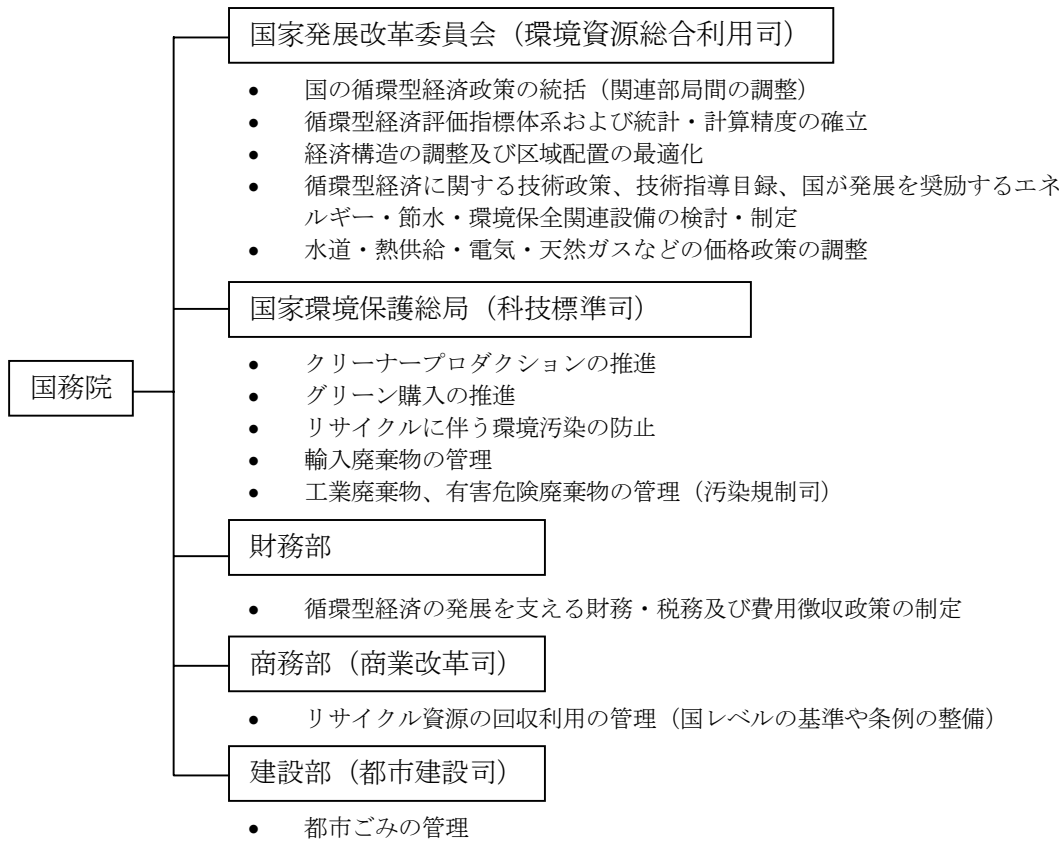 国家発展改革委員会（環境資源総合利用司）
• 国の循環型経済政策の統括（関連部局間の調整）
• 循環型経済評価指標体系および統計・計算精度の確立
• 経済構造の調整及び区域配置の最適化
• 循環型経済に関する技術政策、技術指導目録、国が発展を奨励するエネ
ルギー・節水・環境保全関連設備の検討・制定
• 水道・熱供給・電気・天然ガスなどの価格政策の調整
国家環境保護総局（科技標準司）
• クリーナープロダクションの推進
• グリーン購入の推進
国務院
• リサイクルに伴う環境汚染の防止
• 輸入廃棄物の管理
• 工業廃棄物、有害危険廃棄物の管理（汚染規制司）
財務部
• 循環型経済の発展を支える財務・税務及び費用徴収政策の制定
商務部（商業改革司）
• リサイクル資源の回収利用の管理（国レベルの基準や条例の整備）
建設部（都市建設司）
• 都市ごみの管理